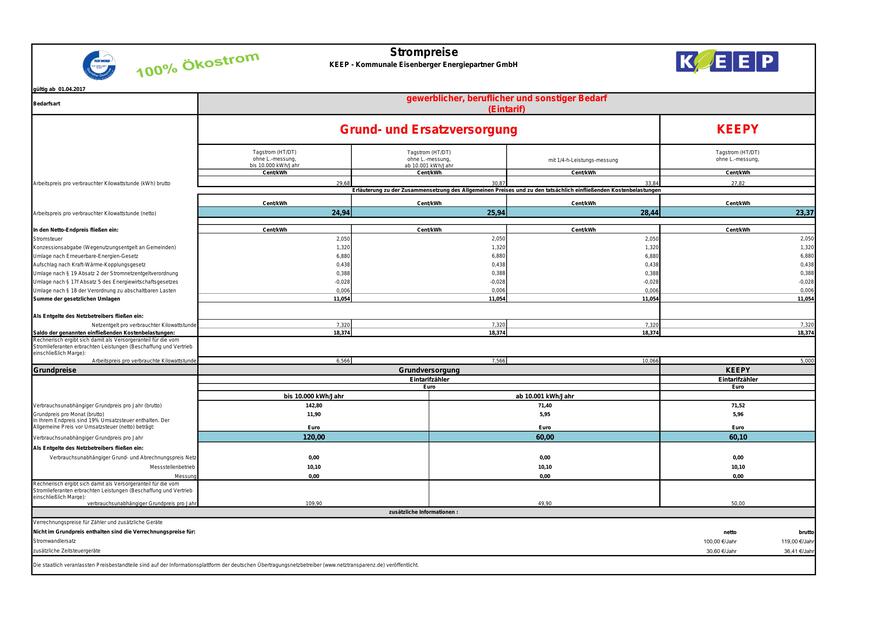 Strompreise
KEEP - Kommunale Eisenberger Energiepartner GmbH
100% Ökostrom
KEEP
gültig ab 01.04.2017
Bedarfsart
gewerblicher, beruflicher und sonstiger Bedarf
(Eintarif)
Grund- und Ersatzversorgung KEEPY
Tagstrom (HT/DT) Tagstrom (HT/DT) Tagstrom (HT/DT)
ohne L.-messung, ohne L.-messung, mit 1/4-h-Leistungs-messung ohne L.-messung,
bis 10.000 kWh/Jahr ab 10.001 kWh/Jahr
Cent/kWh Cent/kWh Cent/kWh Cent/kWh
Arbeitspreis pro verbrauchter Kilowattstunde (kWh) brutto 29,68 30,87 33,84 27,82
Erläuterung zu der Zusammensetzung des Allgemeinen Preises und zu den tatsächlich einfließenden Kostenbelastungen
Cent/kWh Cent/kWh Cent/kWh Cent/kWh
Arbeitspreis pro verbrauchter Kilowattstunde (netto) 24,94 25,94 28,44 23,37
In den Netto-Endpreis fließen ein: Cent/kWh Cent/kWh Cent/kWh Cent/kWh
Stromsteuer 2,050 2,050 2,050 2,050
Konzessionsabgabe (Wegenutzungsentgelt an Gemeinden) 1,320 1,320 1,320 1,320
Umlage nach Erneuerbare-Energien-Gesetz 6,880 6,880 6,880 6,880
Aufschlag nach Kraft-Wärme-Kopplungsgesetz 0,438 0,438 0,438 0,438
Umlage nach § 19 Absatz 2 der Stromnetzentgeltverordnung 0,388 0,388 0,388 0,388
Umlage nach § 17f Absatz 5 des Energiewirtschaftsgesetzes -0,028 -0,028 -0,028 -0,028
Umlage nach § 18 der Verordnung zu abschaltbaren Lasten 0,006 0,006 0,006 0,006
Summe der gesetzlichen Umlagen 11,054 11,054 11,054 11,054
Als Entgelte des Netzbetreibers fließen ein:
Netzentgelt pro verbrauchter Kilowattstunde 7,320 7,320 7,320 7,320
Saldo der genannten einfließenden Kostenbelastungen: 18,374 18,374 18,374 18,374
Rechnerisch ergibt sich damit als Versorgeranteil für die vom
Stromlieferanten erbrachten Leistungen (Beschaffung und Vertrieb
einschließlich Marge):
Arbeitspreis pro verbrauchte Kilowattstunde 6,566 7,566 10,066 5,000
Grundpreise Grundversorgung KEEPY
Eintarifzähler Eintarifzähler
Euro Euro
bis 10.000 kWh/Jahr ab 10.001 kWh/Jahr
Verbrauchsunabhängiger Grundpreis pro Jahr (brutto) 142,80 71,40 71,52
Grundpreis pro Monat (brutto) 11,90 5,95 5,96
In Ihrem Endpreis sind 19% Umsatzsteuer enthalten. Der
Allgemeine Preis vor Umsatzsteuer (netto) beträgt: Euro Euro Euro
Verbrauchsunabhängiger Grundpreis pro Jahr 120,00 60,00 60,10
Als Entgelte des Netzbetreibers fließen ein:
Verbrauchsunabhängiger Grund- und Abrechnungspreis Netz 0,00 0,00 0,00
Messstellenbetrieb 10,10 10,10 10,10
Messung 0,00 0,00 0,00
Rechnerisch ergibt sich damit als Versorgeranteil für die vom
Stromlieferanten erbrachten Leistungen (Beschaffung und Vertrieb
einschließlich Marge):
verbrauchsunabhängiger Grundpreis pro Jahr 109,90 49,90 50,00
zusätzliche Informationen :
Verrechnungspreise für Zähler und zusätzliche Geräte
Nicht im Grundpreis enthalten sind die Verrechnungspreise für: netto brutto
Stromwandlersatz 100,00 €/Jahr 119,00 €/Jahr
zusätzliche Zeitsteuergeräte 30,60 €/Jahr 36,41 €/Jahr
Die staatlich veranlassten Preisbestandteile sind auf der Informationsplattform der deutschen Übertragungsnetzbetreiber (www.netztransparenz.de) veröffentlicht.